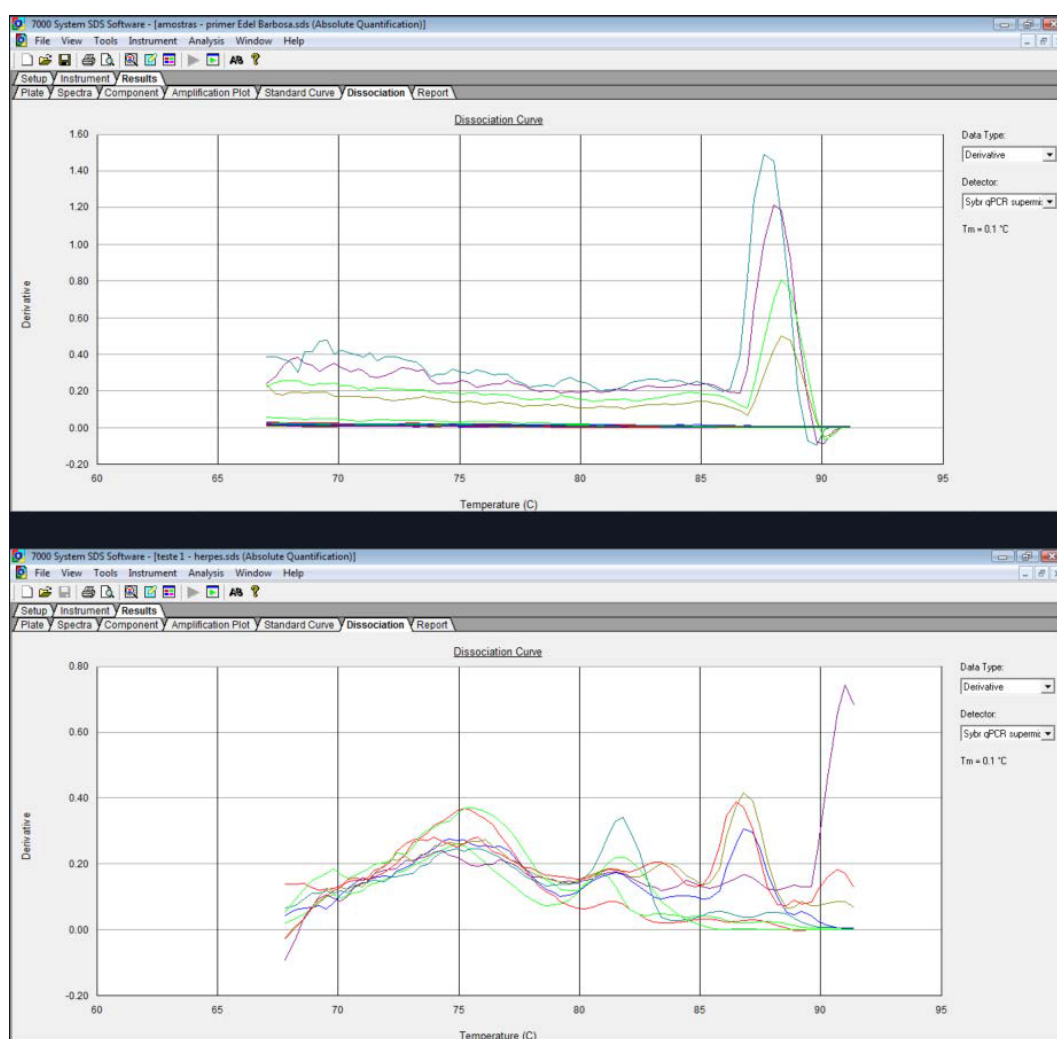 7000 System SDS Software - [amostras - primer Edel Barbosa.sds (Absolute Quantification)]
File View Tools Instrument Analysis Window Help
Setup Instrument Results
Plate Spectra Component Amplification Plot Standard Curve Dissociation Report
Dissociation Curve
Data Type:
Derivative
Detector:
Sybr qPCR supermix
Tm = 0.1 °C
1.60
1.40
1.20
1.00
0.80
0.60
0.40
0.20
0.00
-0.20
Derivative
60 65 70 75 80 85 90 95
Temperature (C)
7000 System SDS Software - [teste 1 - herpes.sds (Absolute Quantification)]
File View Tools Instrument Analysis Window Help
Setup Instrument Results
Plate Spectra Component Amplification Plot Standard Curve Dissociation Report
Dissociation Curve
Data Type:
Derivative
Detector:
Sybr qPCR supermix
Tm = 0.1 °C
0.80
0.60
0.40
0.20
0.00
-0.20
Derivative
60 65 70 75 80 85 90 95
Temperature (C)